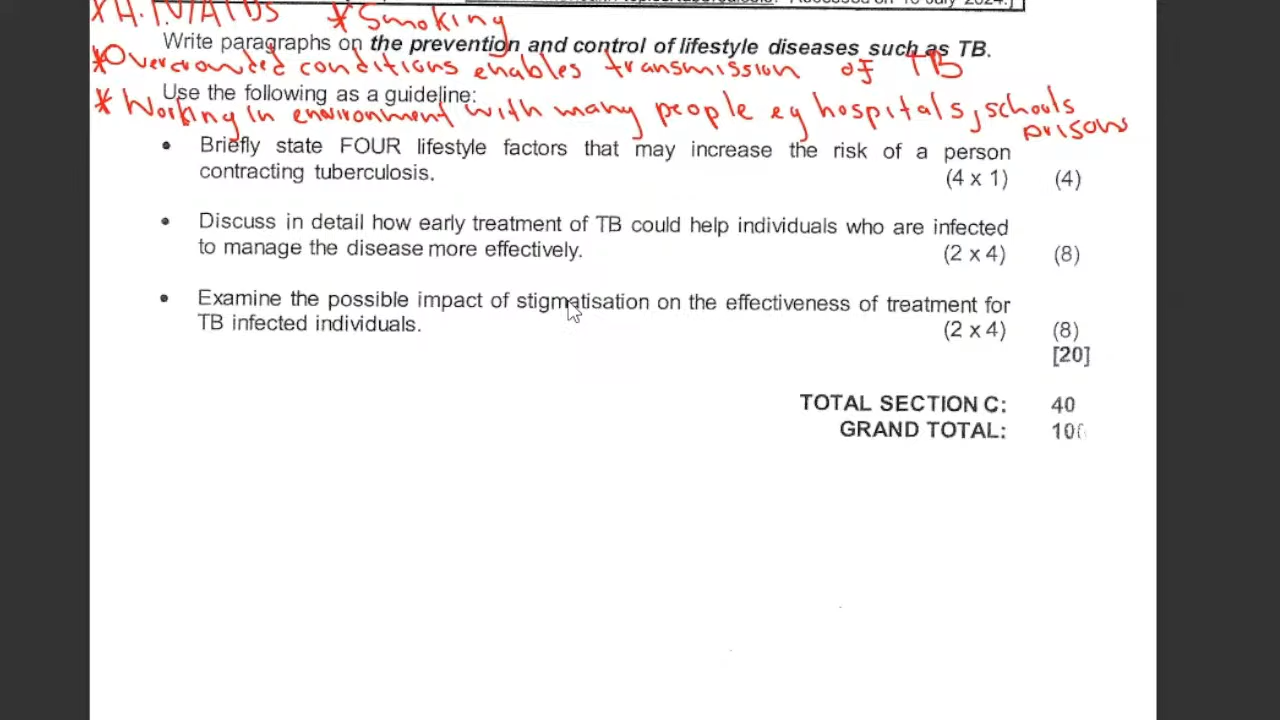 * H.IV/AIDS * Smoking
Write paragraphs on the prevention and control of lifestyle diseases such as TB.
*Overcrowded conditions enables transmission of TB
Use the following as a guideline:
* Working in environment with many people eg hospitals, schools
prisons
• Briefly state FOUR lifestyle factors that may increase the risk of a person
contracting tuberculosis. (4 x 1) (4)
• Discuss in detail how early treatment of TB could help individuals who are infected
to manage the disease more effectively. (2 x 4) (8)
• Examine the possible impact of stigmatisation on the effectiveness of treatment for
TB infected individuals. (2 x 4) (8)
[20]
TOTAL SECTION C: 40
GRAND TOTAL: